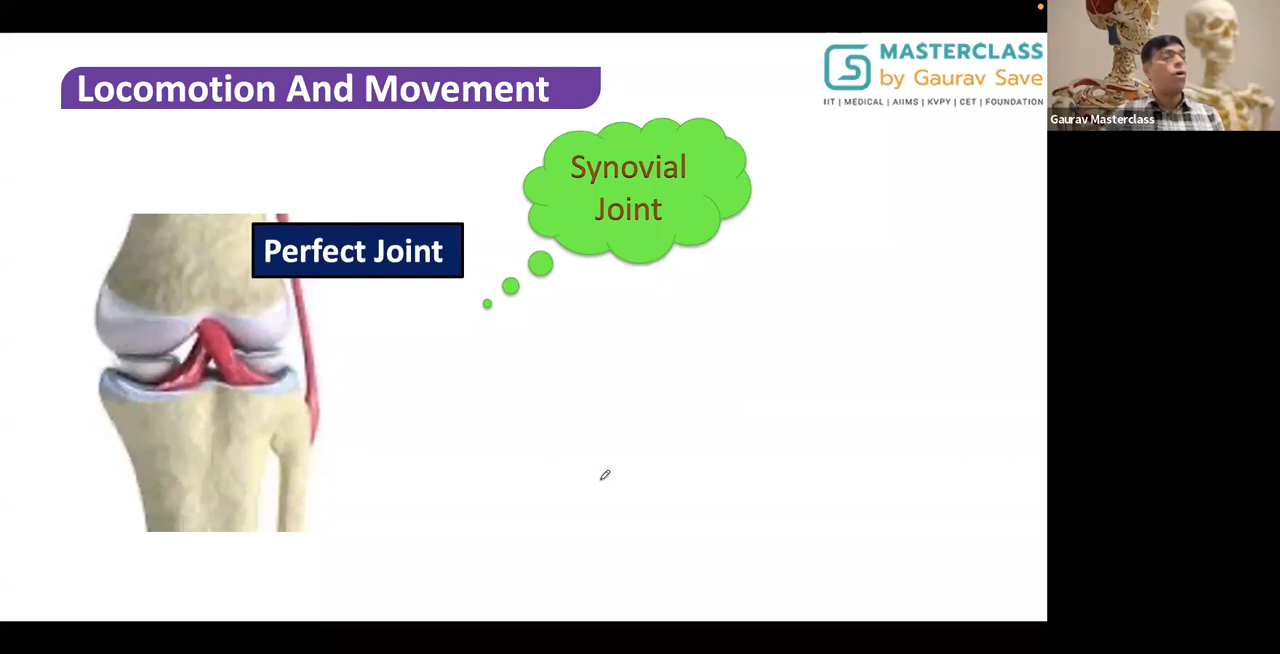 Locomotion And Movement
MASTERCLASS
by Gaurav Save
IIT | MEDICAL | AIIMS | KVPY | CET | FOUNDATION
Gaurav Masterclass
Synovial
Joint
Perfect Joint